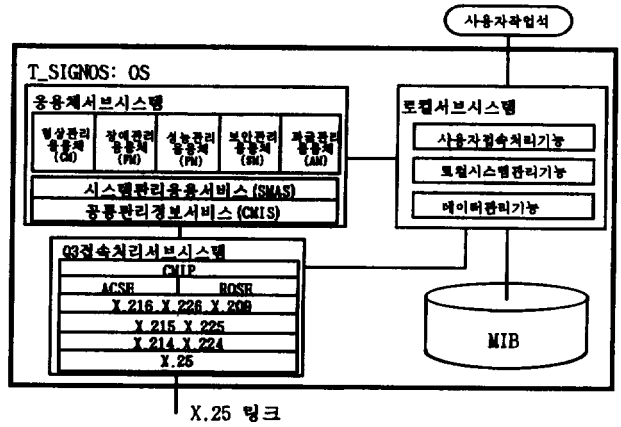 사용자작업석
T_SIGNOS: OS
응용체서브시스템
형상관리
응용체
(CM)
장애관리
응용체
(FM)
성능관리
응용체
(PM)
보안관리
응용체
(SM)
과금관리
응용체
(AM)
시스템관리응용서비스(SMAS)
공통관리정보서비스(CMIS)
로컬서브시스템
사용자접속처리기능
로컬시스템관리기능
데이터관리기능
Q3접속처리서브시스템
CMIP
ACSE
ROSE
X.216 X.226 X.209
X.215 X.225
X.214 X.224
X.25
MIB
X.25 링크